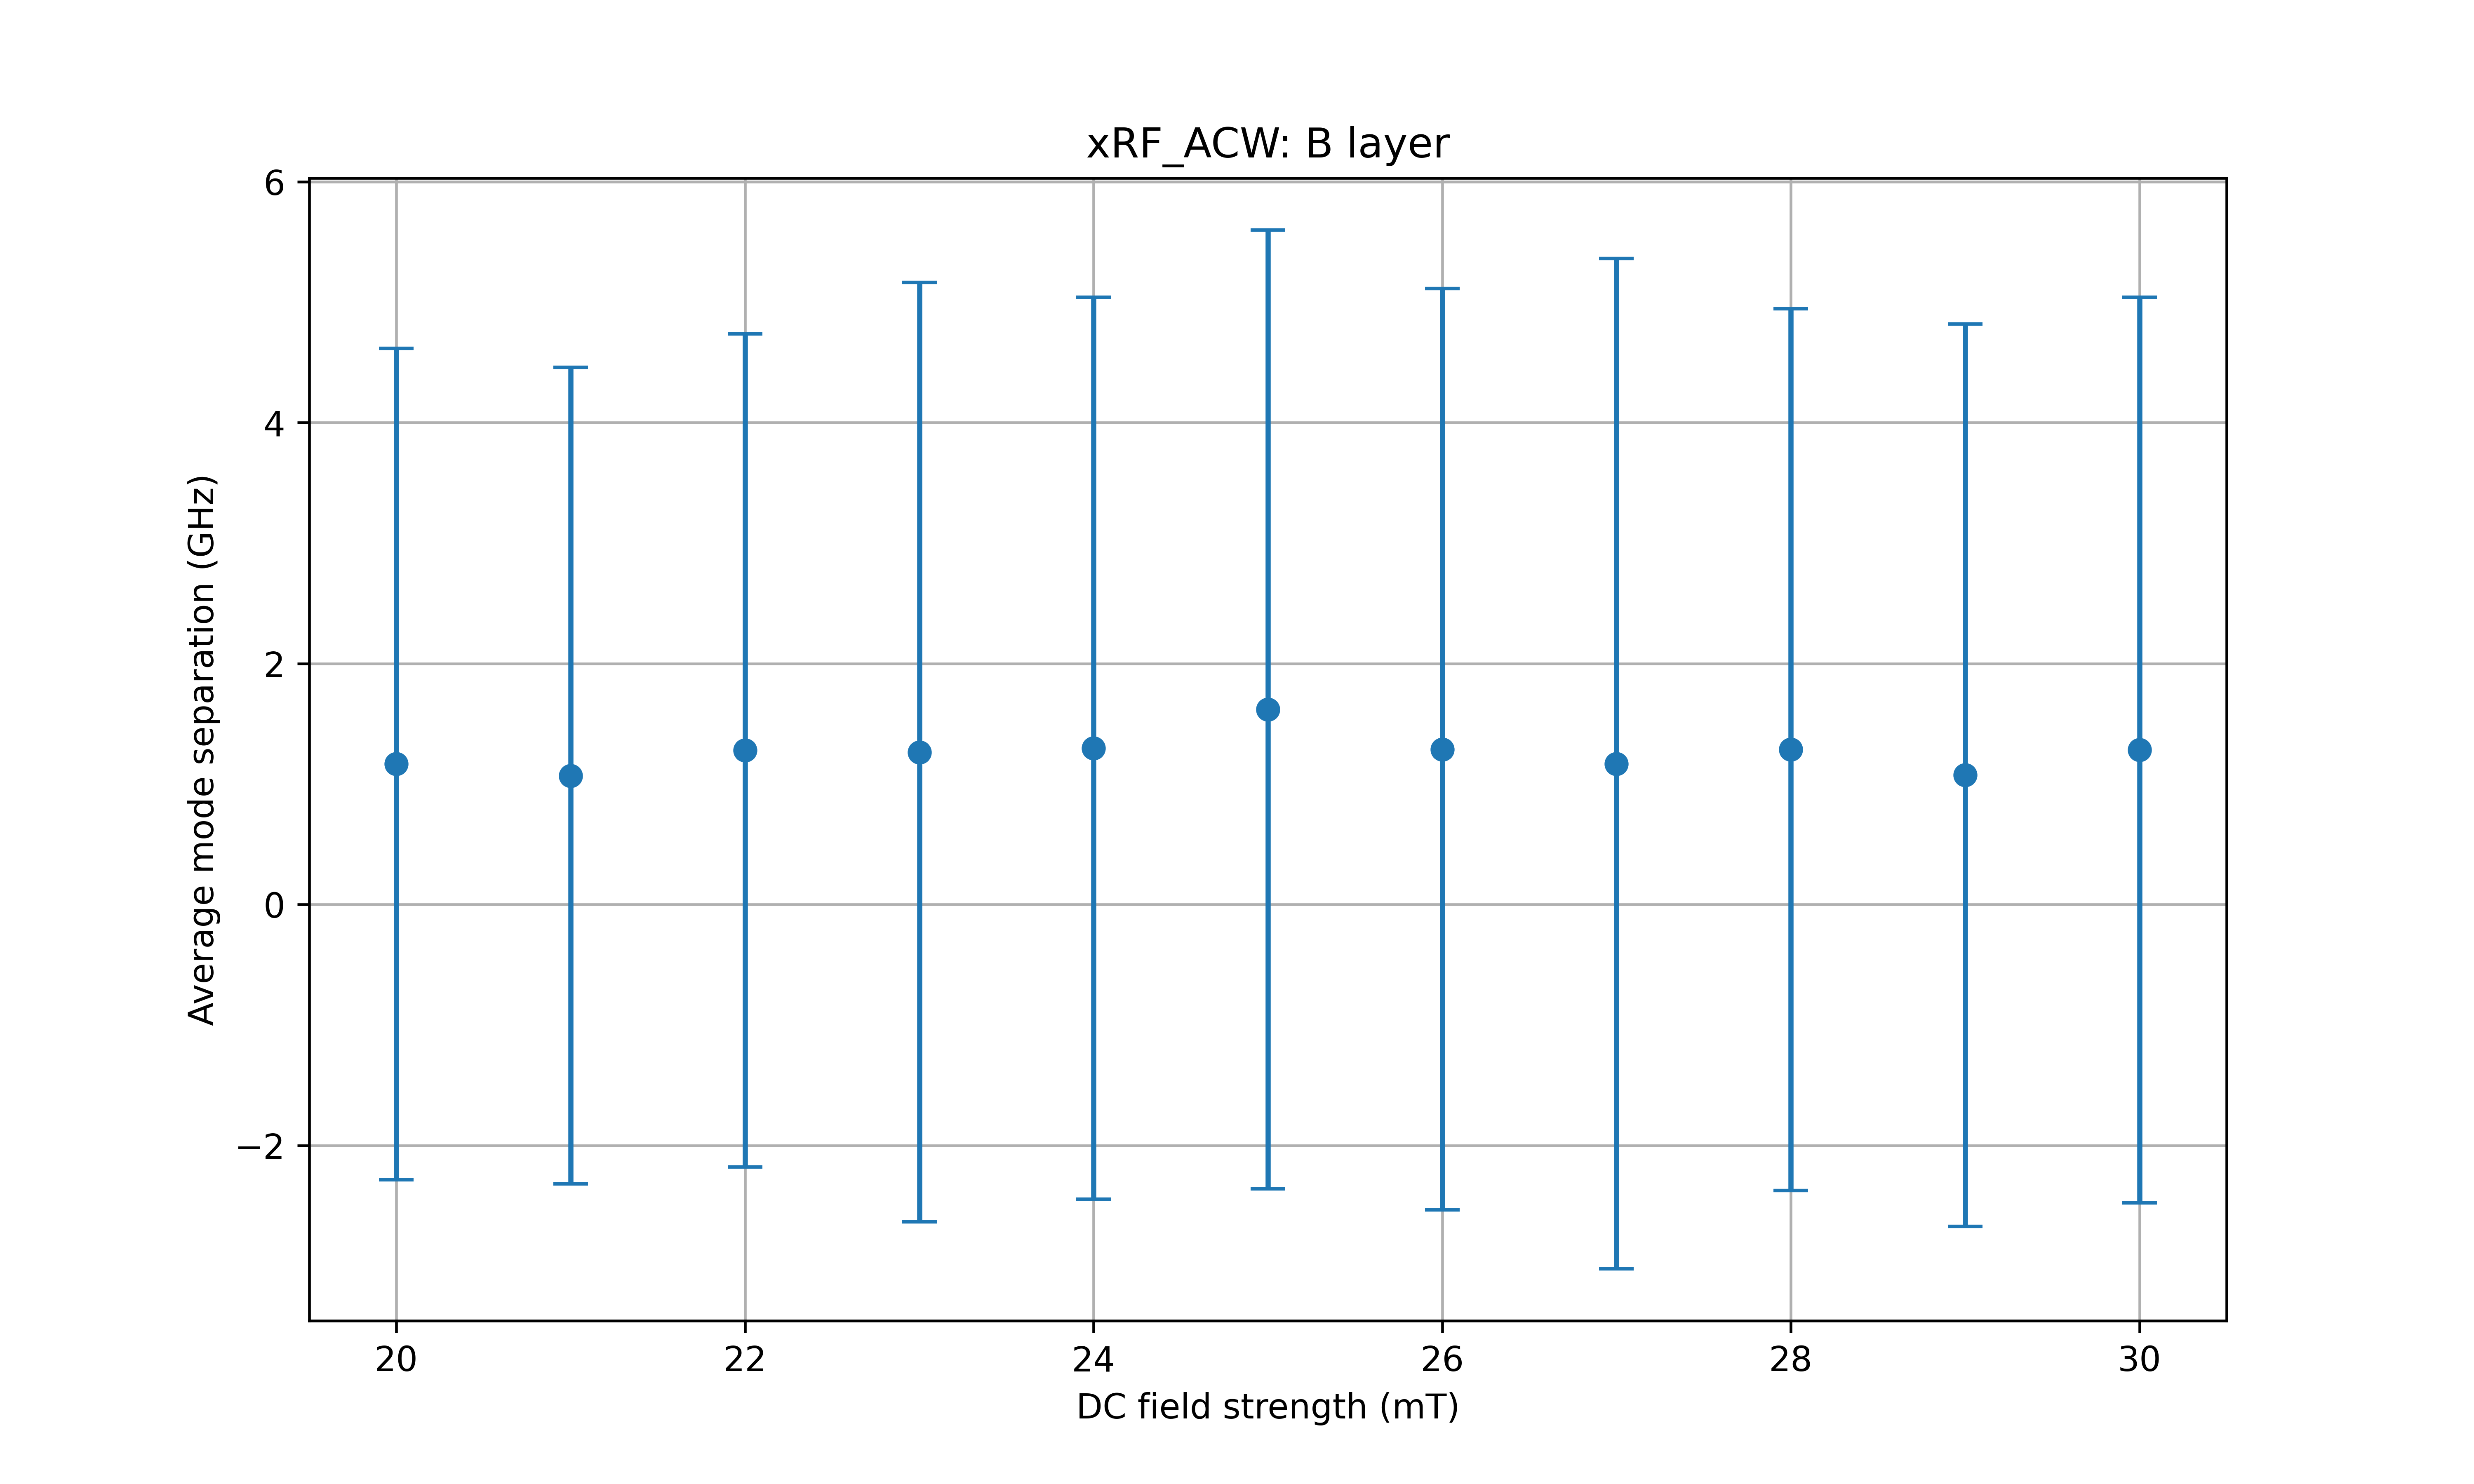 xRF_ACW: B layer
Average mode separation (GHz)
6
4
2
0
−2
20 22 24 26 28 30
DC field strength (mT)